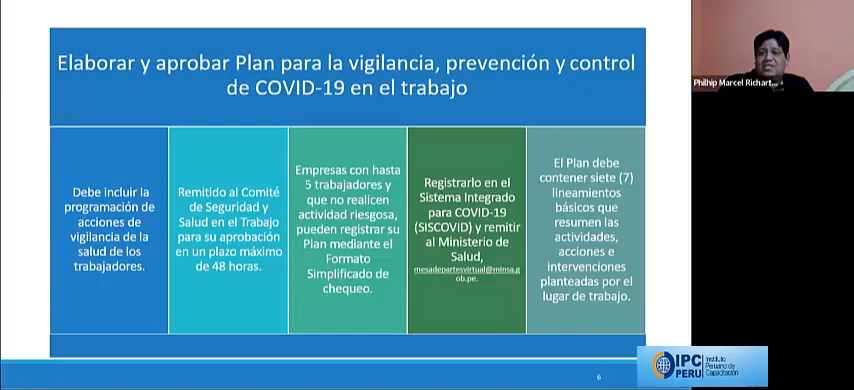 Elaborar y aprobar Plan para la vigilancia, prevención y control
de COVID-19 en el trabajo
Debe incluir la
programación de
acciones de
vigilancia de la
salud de los
trabajadores.
Remitido al Comité
de Seguridad y
Salud en el Trabajo
para su aprobación
en un plazo máximo
de 48 horas.
Empresas con hasta
5 trabajadores y
que no realicen
actividad riesgosa,
pueden registrar su
Plan mediante el
Formato
Simplificado de
chequeo.
Registrarlo en el
Sistema Integrado
para COVID-19
(SISCOVID) y remitir
al Ministerio de
Salud,
mesadepartesvirtual@minsa.g
ob.pe.
El Plan debe
contener siete (7)
lineamientos
básicos que
resumen las
actividades,
acciones e
intervenciones
planteadas por el
lugar de trabajo.
6
Philhip Marcel Richart...
IPC
PERU
Instituto
Peruano de
Capacitación